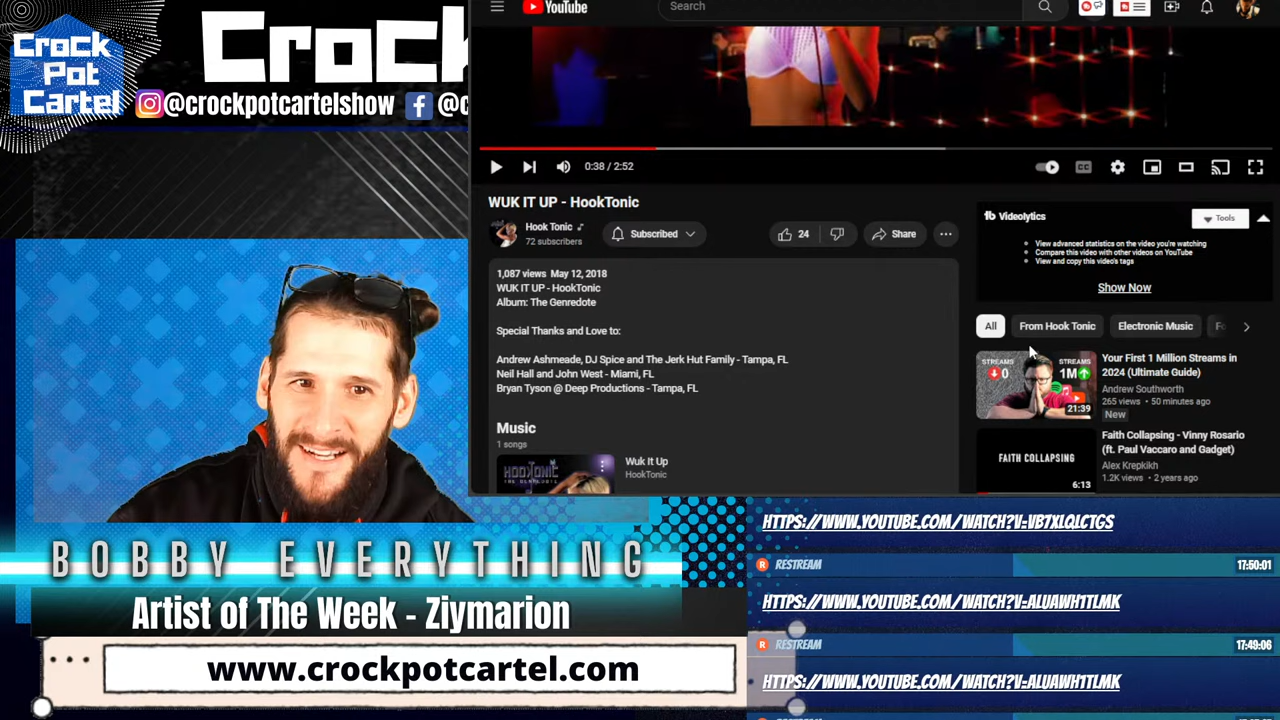 Crock
Pot
Cartel
Crock
@crockpotcartelshow
f @c
YouTube
Search
0:38 / 2:52
CC
WUK IT UP - HookTonic
Hook Tonic
72 subscribers
Subscribed
24
Share
1,087 views May 12, 2018
WUK IT UP - HookTonic
Album: The Genredote
Special Thanks and Love to:
Andrew Ashmeade, DJ Spice and The Jerk Hut Family - Tampa, FL
Neil Hall and John West - Miami, FL
Bryan Tyson @ Deep Productions - Tampa, FL
Music
1 songs
HOOKTONIC
Wuk It Up
HookTonic
Videolytics
Tools
View advanced statistics on the video you're watching
Compare this video with other videos on YouTube
View and copy this video's tags
Show Now
All
From Hook Tonic
Electronic Music
STREAMS
0
STREAMS
1M
21:39
Your First 1 Million Streams in
2024 (Ultimate Guide)
Andrew Southworth
265 views • 50 minutes ago
New
FAITH COLLAPSING
6:13
Faith Collapsing - Vinny Rosario
(ft. Paul Vaccaro and Gadget)
Alex Krepkikh
1.2K views • 2 years ago
BOBBY EVERYTHING
Artist of The Week - Ziymarion
www.crockpotcartel.com
HTTPS://WWW.YOUTUBE.COM/WATCH?V=VB7XLQLCTGS
RESTREAM
17:50:01
HTTPS://WWW.YOUTUBE.COM/WATCH?V=ALUAWH1TLMK
RESTREAM
17:49:06
HTTPS://WWW.YOUTUBE.COM/WATCH?V=ALUAWH1TLMK